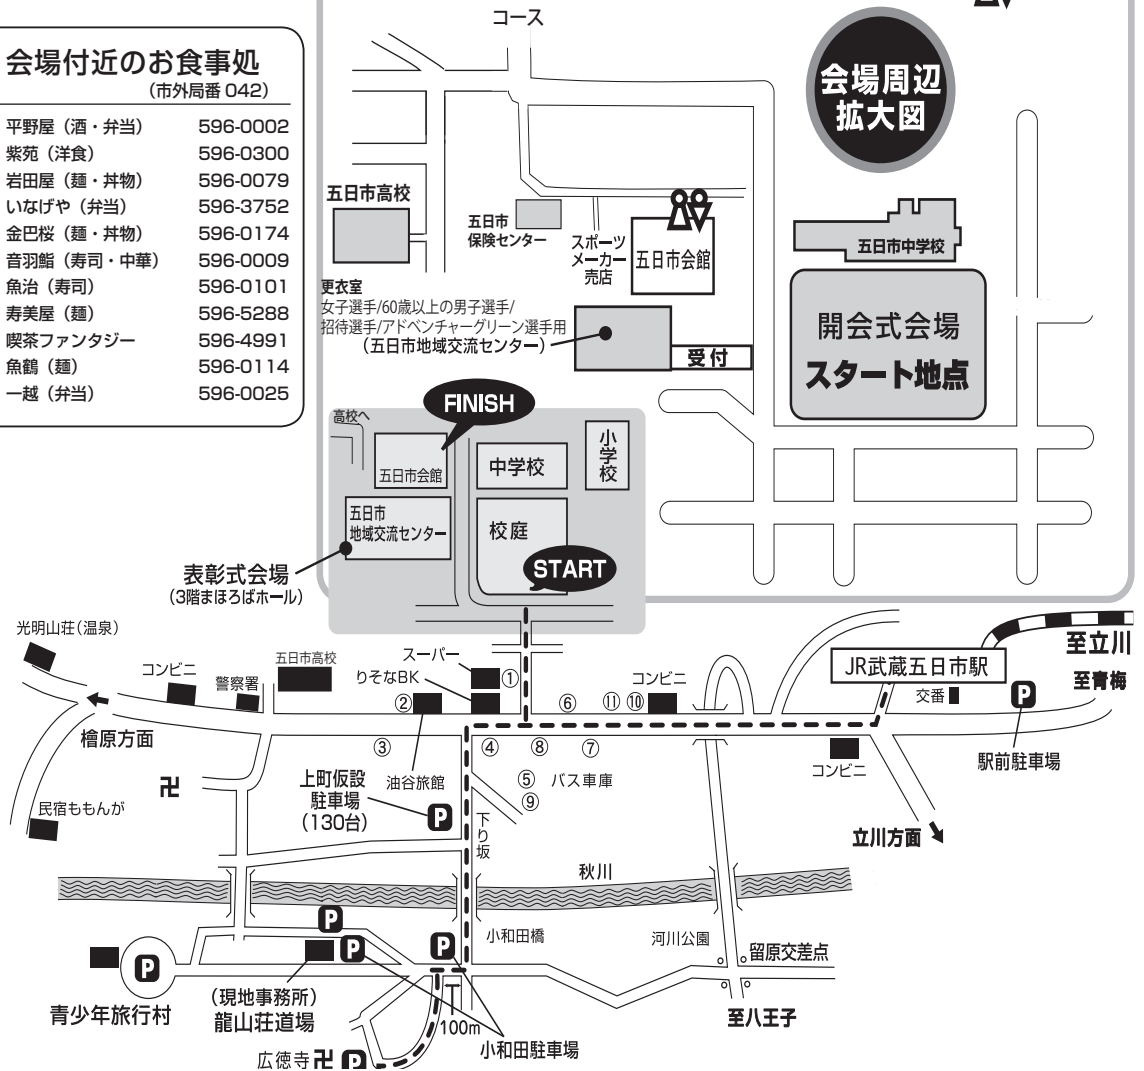 コース
会場付近のお食事処
(市外局番 042)
平野屋(酒・弁当) 596-0002
紫苑(洋食) 596-0300
岩田屋(麺・丼物) 596-0079
いなげや(弁当) 596-3752
金巴桜(麺・丼物) 596-0174
音羽鮨(寿司・中華) 596-0009
魚治(寿司) 596-0101
寿美屋(麺) 596-5288
喫茶ファンタジー 596-4991
魚鶴(麺) 596-0114
一越(弁当) 596-0025
会場周辺
拡大図
五日市高校
五日市
保険センター
スポーツ
メーカー
売店
五日市会館
五日市中学校
更衣室
女子選手/60歳以上の男子選手/
招待選手/アドベンチャーグリーン選手用
(五日市地域交流センター)
受付
開会式会場
スタート地点
高校へ
FINISH
五日市会館
中学校
小学校
五日市
地域交流センター
校庭
START
表彰式会場
(3階まほろばホール)
光明山荘(温泉)
コンビニ
警察署
五日市高校
スーパー
りそなBK
①
②
⑥
⑪
⑩
コンビニ
JR武蔵五日市駅
至立川
至青梅
交番
P
檜原方面
③
④
⑧
⑦
コンビニ
駅前駐車場
卍
上町仮設
駐車場
(130台)
P
油谷旅館
⑤
⑨
バス車庫
民宿ももんが
下り坂
立川方面
秋川
P
P
P
小和田橋
河川公園
留原交差点
P
青少年旅行村
(現地事務所)
龍山荘道場
100m
小和田駐車場
至八王子
広徳寺
卍
P